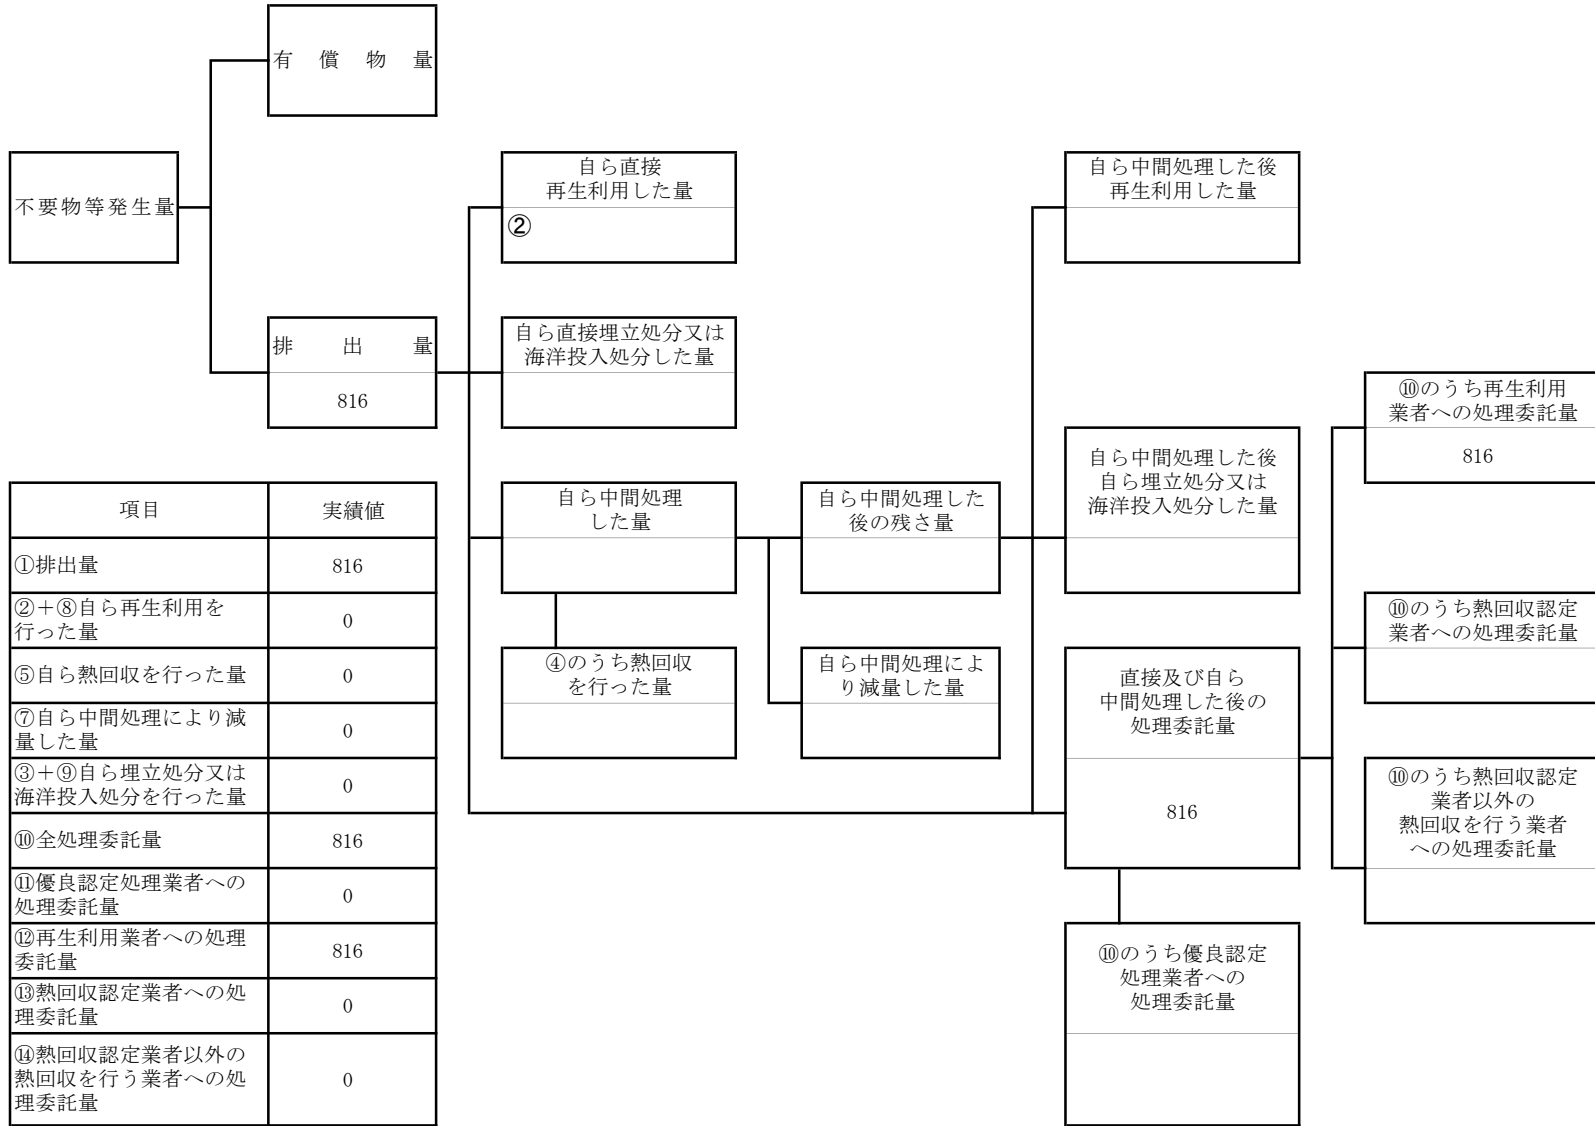 有償物量
不要物等発生量
自ら直接
再生利用した量
②
自ら中間処理した後
再生利用した量
排出量
816
自ら直接埋立処分又は
海洋投入処分した量
⑩のうち再生利用
業者への処理委託量
816
自ら中間処理した後
自ら埋立処分又は
海洋投入処分した量
自ら中間処理
した量
自ら中間処理した
後の残さ量
⑩のうち熱回収認定
業者への処理委託量
④のうち熱回収
を行った量
自ら中間処理によ
り減量した量
直接及び自ら
中間処理した後の
処理委託量
816
⑩のうち熱回収認定
業者以外の
熱回収を行う業者
への処理委託量
⑩のうち優良認定
処理業者への
処理委託量
項目 実績値
①排出量 816
②＋⑧自ら再生利用を
行った量 0
⑤自ら熱回収を行った量 0
⑦自ら中間処理により減
量した量 0
③＋⑨自ら埋立処分又は
海洋投入処分を行った量 0
⑩全処理委託量 816
⑪優良認定処理業者への
処理委託量 0
⑫再生利用業者への処理
委託量 816
⑬熱回収認定業者への処
理委託量 0
⑭熱回収認定業者以外の
熱回収を行う業者への処
理委託量 0